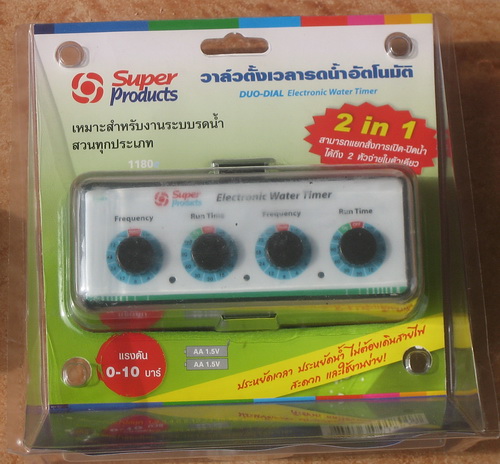 Super
Products
วาล์วตั้งเวลารดน้ำอัตโนมัติ
DUO-DIAL Electronic Water Timer
เหมาะสำหรับงานระบบรดน้ำ
สวนทุกประเภท
2 in 1
สามารถแยกสั่งการเปิด-ปิดน้ำ
ได้ถึง 2 หัวจ่ายในตัวเดียว
Super
Products
Electronic Water Timer
Frequency
Run Time
Frequency
Run Time
แรงดัน
0-10 บาร์
AA 1.5V
AA 1.5V
ประหยัดเวลา ประหยัดน้ำ ไม่ต้องเดินสายไฟ
สะดวก และใช้งานง่าย!